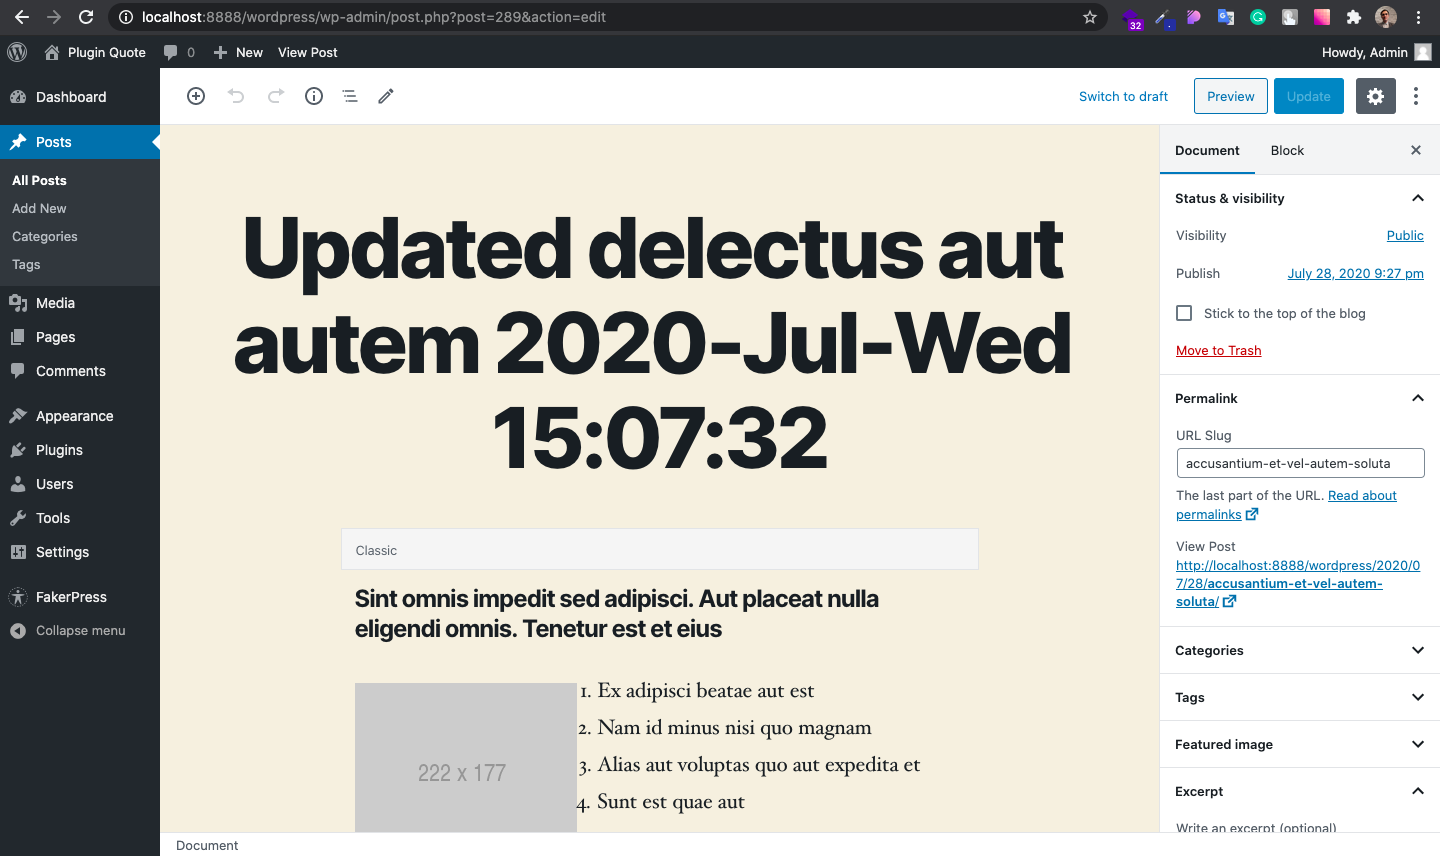 localhost:8888/wordpress/wp-admin/post.php?post=289&action=edit
32
Plugin Quote 0 New View Post Howdy, Admin
Dashboard
Posts
All Posts
Add New
Categories
Tags
Media
Pages
Comments
Appearance
Plugins
Users
Tools
Settings
FakerPress
Collapse menu
Switch to draft Preview Update
Updated delectus aut
autem 2020-Jul-Wed
15:07:32
Classic
Sint omnis impedit sed adipisci. Aut placeat nulla
eligendi omnis. Tenetur est et eius
222 x 177
1. Ex adipisci beatae aut est
2. Nam id minus nisi quo magnam
3. Alias aut voluptas quo aut expedita et
4. Sunt est quae aut
Document Block
Status & visibility
Visibility Public
Publish July 28, 2020 9:27 pm
Stick to the top of the blog
Move to Trash
Permalink
URL Slug
accusantium-et-vel-autem-soluta
The last part of the URL. Read about
permalinks
View Post
http://localhost:8888/wordpress/2020/0
7/28/accusantium-et-vel-autem-
soluta/
Categories
Tags
Featured image
Excerpt
Write an excerpt (optional)
Document